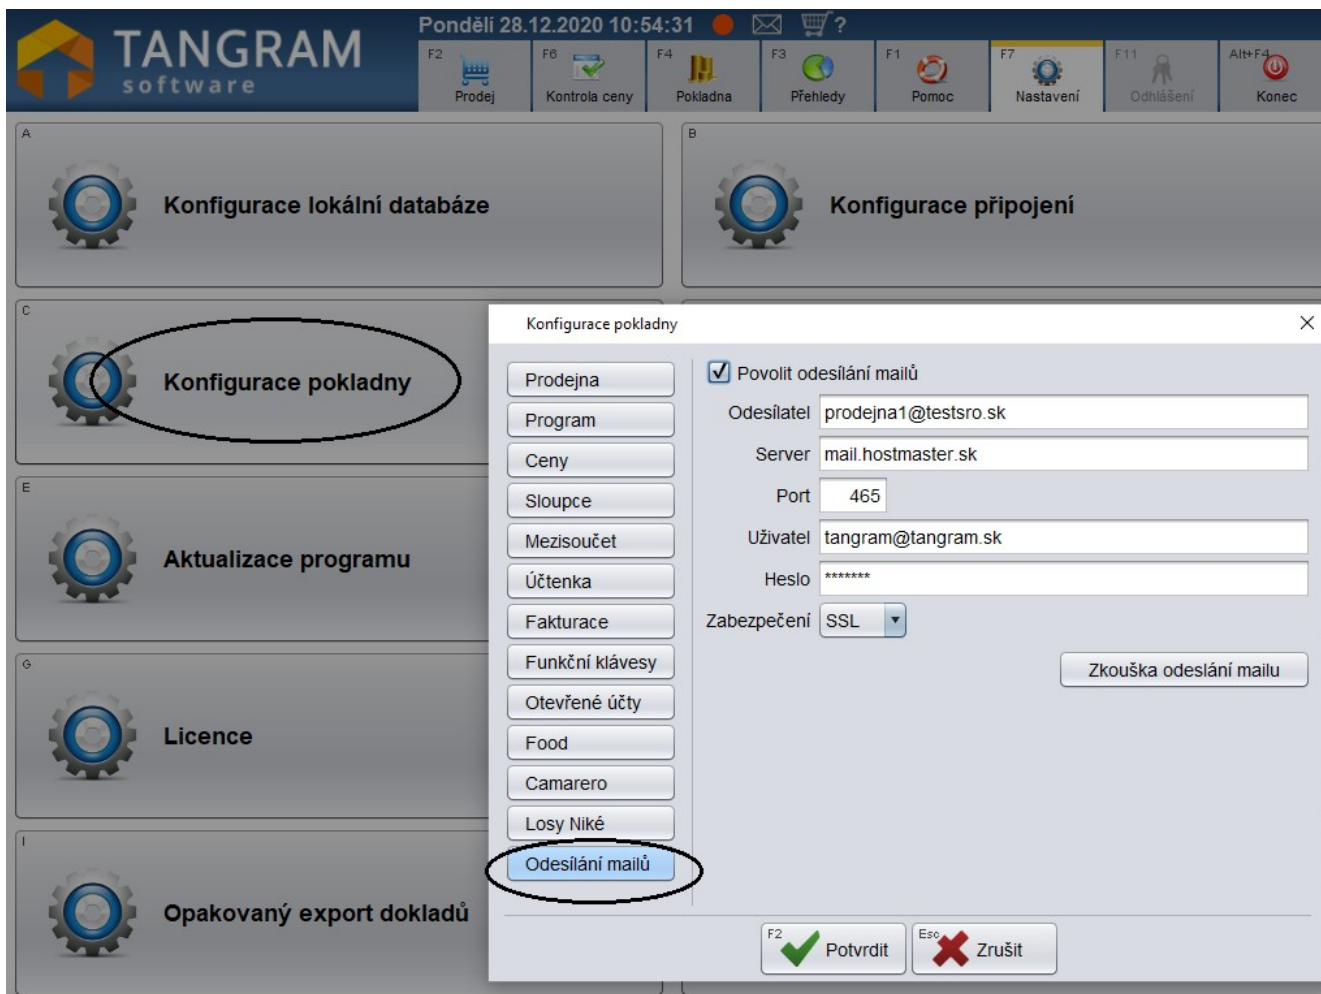 TANGRAM
software
Pondělí 28.12.2020 10:54:31 ?
F2 Prodej
F6 Kontrola ceny
F4 Pokladna
F3 Přehledy
F1 Pomoc
F7 Nastavení
F11 Odhlášení
Alt+F4 Konec
A
Konfigurace lokální databáze
B
Konfigurace připojení
C
Konfigurace pokladny
E
Aktualizace programu
G
Licence
I
Opakovaný export dokladů
Konfigurace pokladny
Prodejna
Program
Ceny
Sloupce
Mezisoučet
Účtenka
Fakturace
Funkční klávesy
Otevřené účty
Food
Camarero
Losy Niké
Odesílání mailů
Povolit odesílání mailů
Odesílatel prodejna1@testsro.sk
Server mail.hostmaster.sk
Port 465
Uživatel tangram@tangram.sk
Heslo *******
Zabezpečení SSL
Zkouška odeslání mailu
F2 Potvrdit
Esc Zrušit